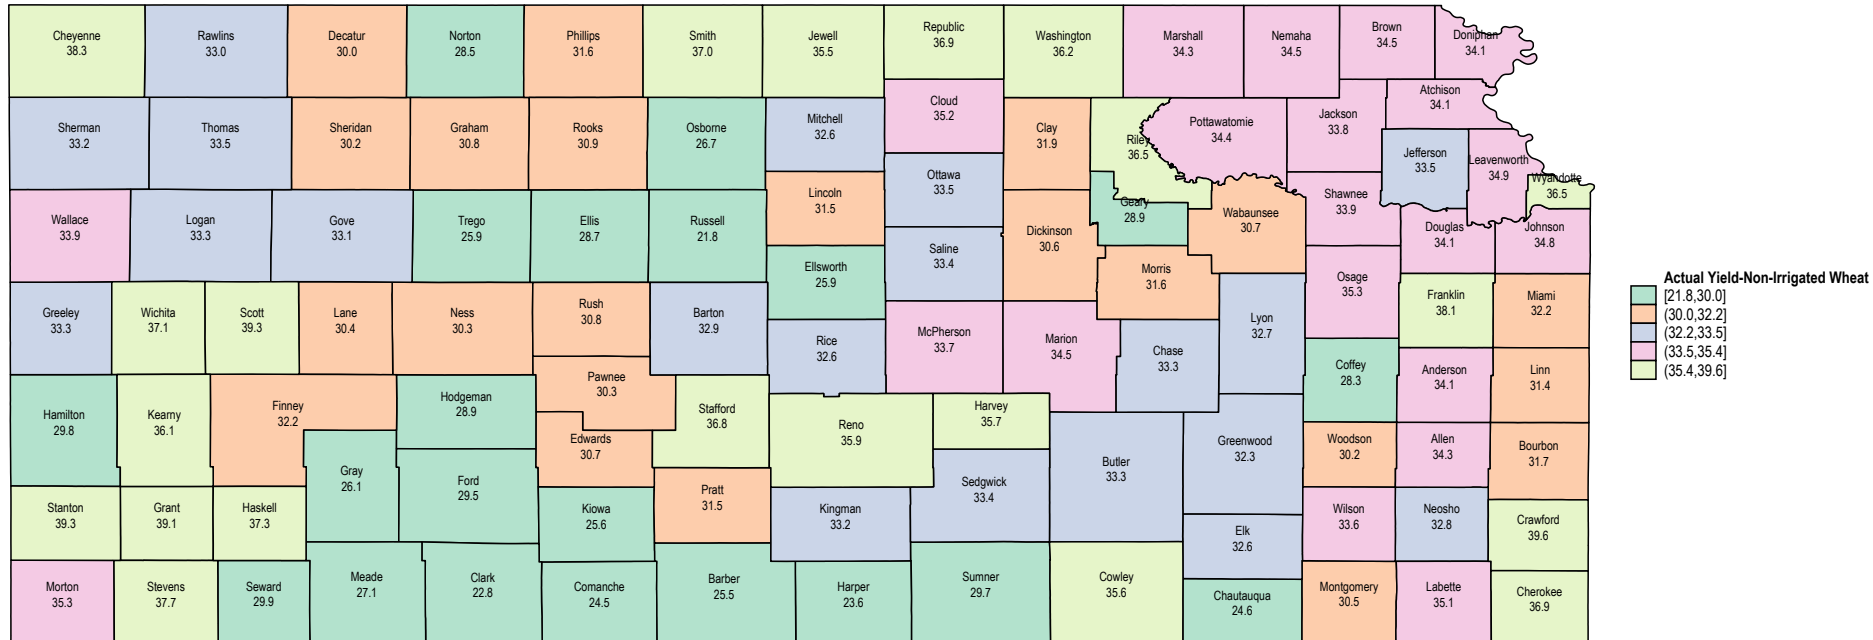 Cheyenne
38.3
Rawlins
33.0
Decatur
30.0
Norton
28.5
Phillips
31.6
Smith
37.0
Jewell
35.5
Republic
36.9
Washington
36.2
Marshall
34.3
Nemaha
34.5
Brown
34.5
Doniphan
34.1
Sherman
33.2
Thomas
33.5
Sheridan
30.2
Graham
30.8
Rooks
30.9
Osborne
26.7
Mitchell
32.6
Cloud
35.2
Clay
31.9
Riley
36.5
Pottawatomie
34.4
Jackson
33.8
Atchison
34.1
Jefferson
33.5
Leavenworth
34.9
Wyandotte
36.5
Ottawa
33.5
Wallace
33.9
Logan
33.3
Gove
33.1
Trego
25.9
Ellis
28.7
Russell
21.8
Lincoln
31.5
Saline
33.4
Dickinson
30.6
Geary
28.9
Wabaunsee
30.7
Shawnee
33.9
Douglas
34.1
Johnson
34.8
Ellsworth
25.9
Morris
31.6
Osage
35.3
Franklin
38.1
Miami
32.2
Greeley
33.3
Wichita
37.1
Scott
39.3
Lane
30.4
Ness
30.3
Rush
30.8
Barton
32.9
Rice
32.6
McPherson
33.7
Marion
34.5
Chase
33.3
Lyon
32.7
Coffey
28.3
Anderson
34.1
Linn
31.4
Hamilton
29.8
Kearny
36.1
Finney
32.2
Hodgeman
28.9
Pawnee
30.3
Stafford
36.8
Reno
35.9
Harvey
35.7
Edwards
30.7
Gray
26.1
Ford
29.5
Butler
33.3
Greenwood
32.3
Woodson
30.2
Allen
34.3
Bourbon
31.7
Stanton
39.3
Grant
39.1
Haskell
37.3
Kiowa
25.6
Pratt
31.5
Kingman
33.2
Sedgwick
33.4
Elk
32.6
Wilson
33.6
Neosho
32.8
Crawford
39.6
Morton
35.3
Stevens
37.7
Seward
29.9
Meade
27.1
Clark
22.8
Comanche
24.5
Barber
25.5
Harper
23.6
Sumner
29.7
Cowley
35.6
Chautauqua
24.6
Montgomery
30.5
Labette
35.1
Cherokee
36.9
Actual Yield-Non-Irrigated Wheat
[21.8,30.0]
(30.0,32.2]
(32.2,33.5]
(33.5,35.4]
(35.4,39.6]